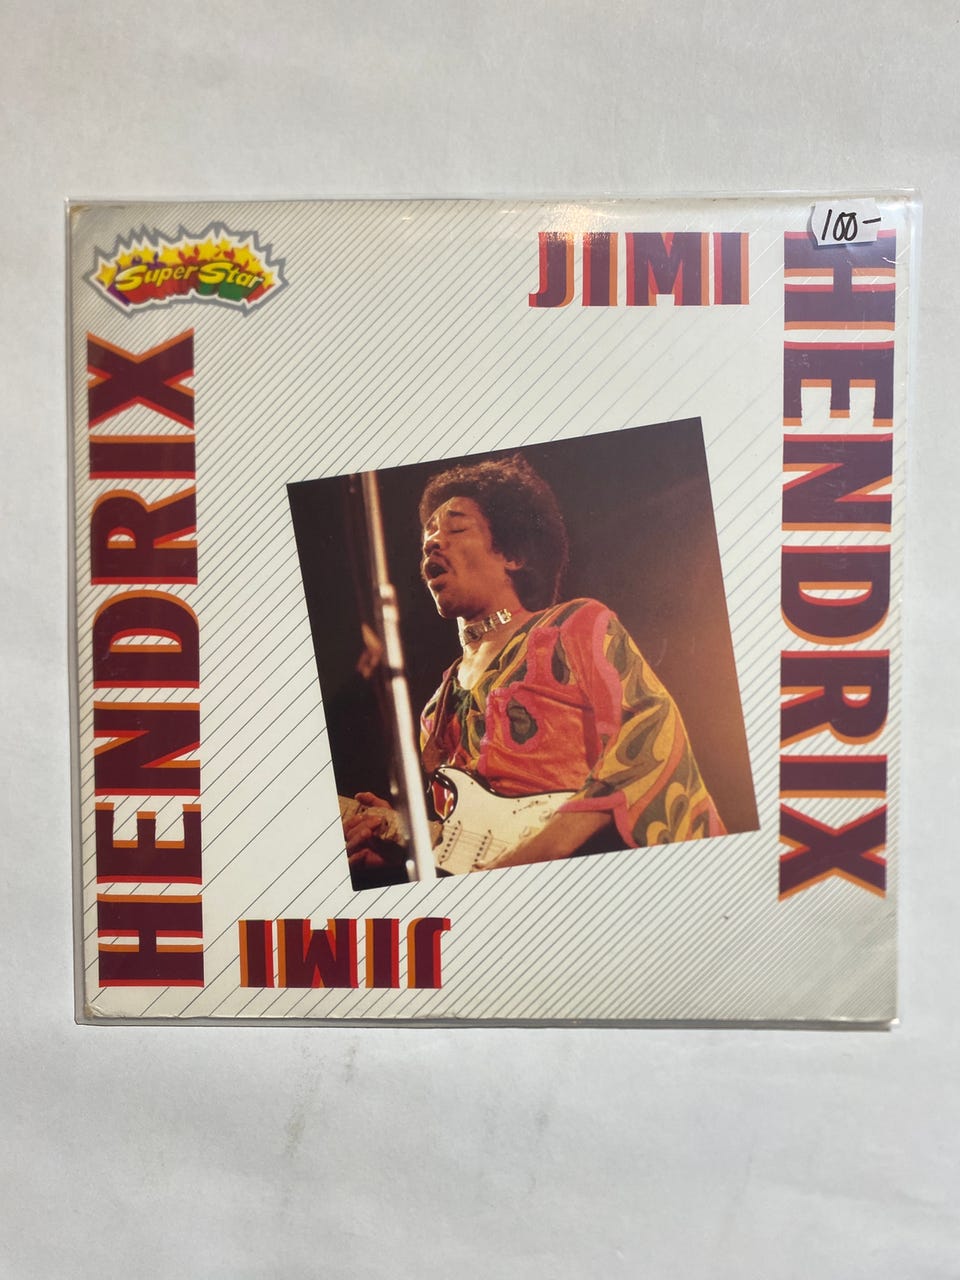 Super Star
JIMI
100-
HENDRIX
HENDRIX
JIMI